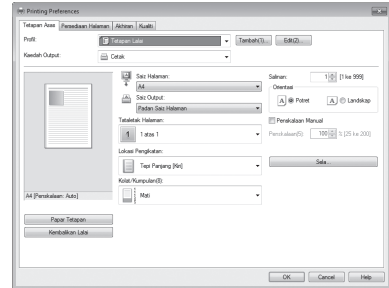 Printing Preferences
Tetapan Asas Persediaan Halaman Akhiran Kualiti
Profil: Tetapan Lalai Tambah(1)... Edit(2)...
Kaedah Output: Cetak
Saiz Halaman: Salinan: 1 [1 ke 999]
A4 Orientasi
Saiz Output: A Potret A Landskap
Padan Saiz Halaman
Tataletak Halaman: Penskalaan Manual
1 1 atas 1 Penskalaan(5): 100 % [25 ke 200]
Lokasi Pengikatan:
Tepi Panjang [Kiri]
Kolat/Kumpulan(8):
Mati
A4 [Penskalaan: Auto]
Papar Tetapan
Kembalikan Lalai
OK Cancel Help